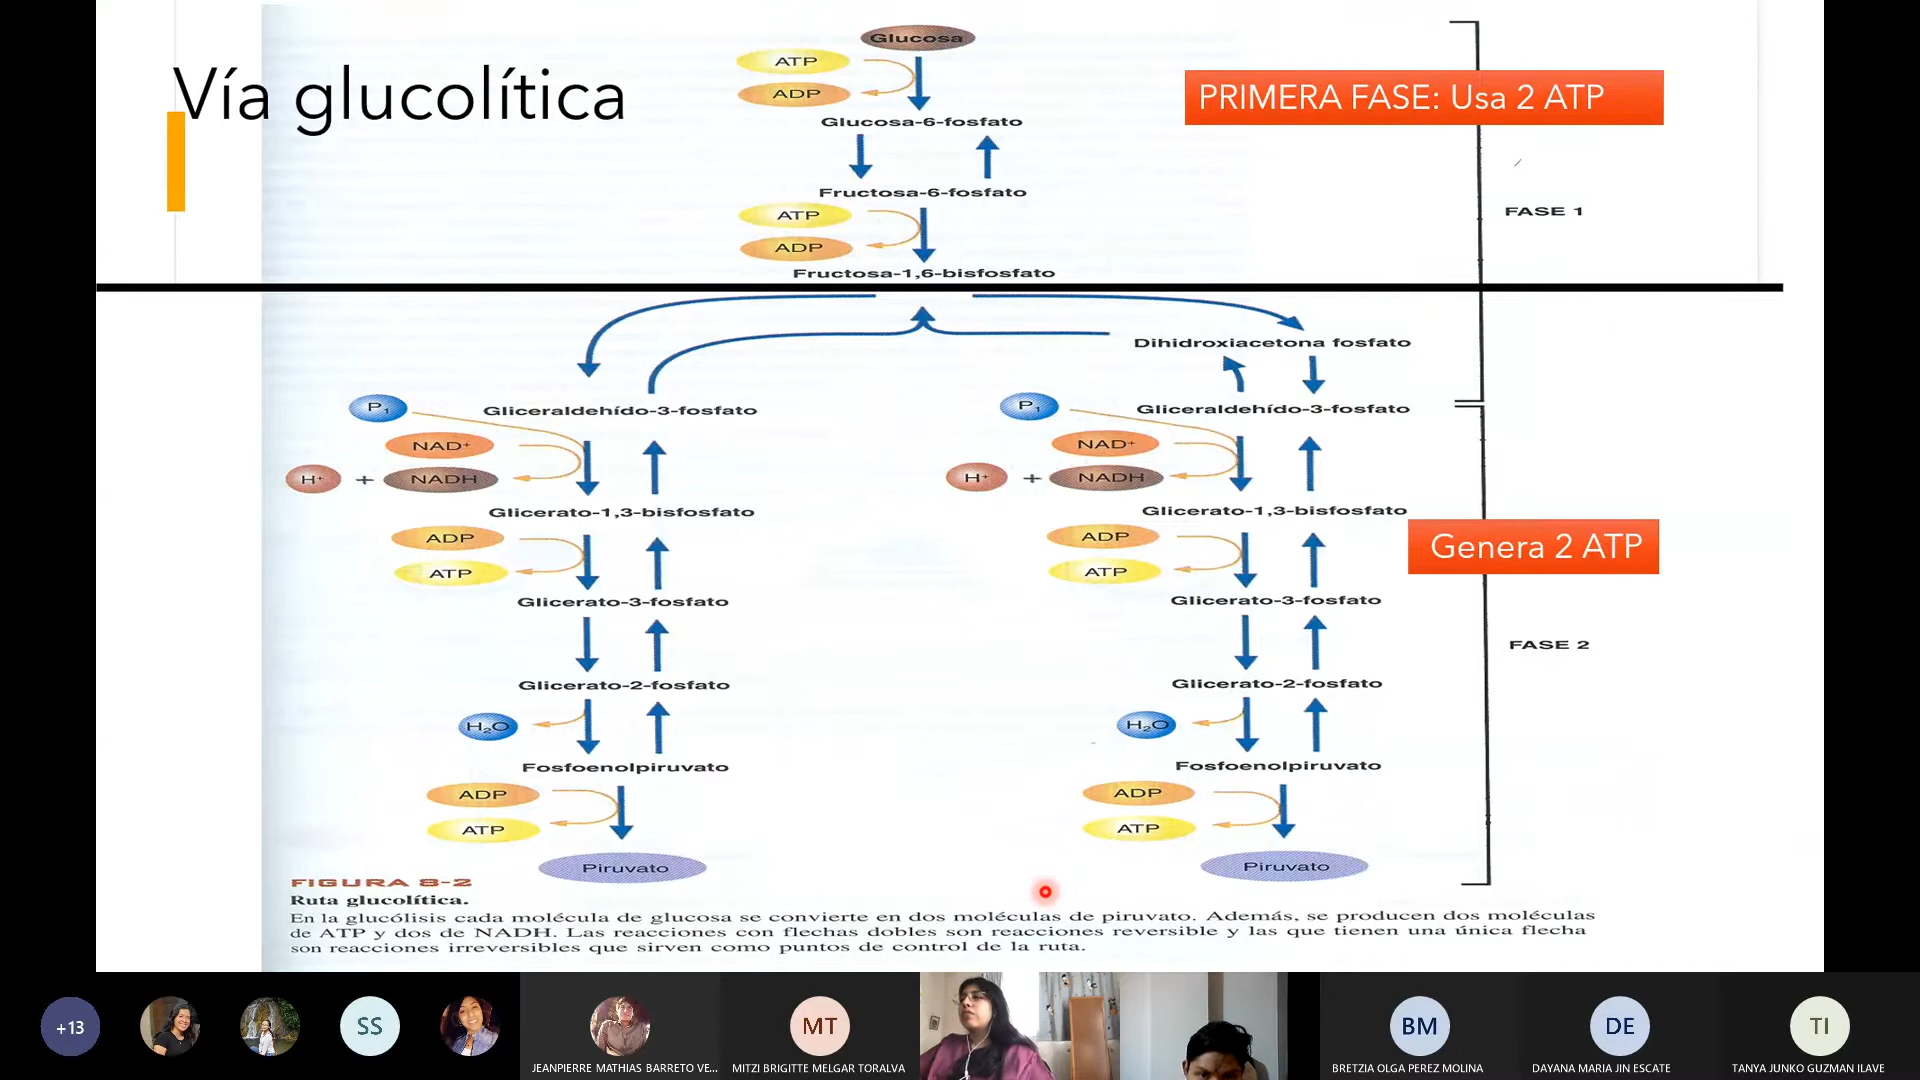 Glucosa
ATP
Vía glucolítica
PRIMERA FASE: Usa 2 ATP
ADP
Glucosa-6-fosfato
Fructosa-6-fosfato
ATP
FASE 1
ADP
Fructosa-1,6-bisfosfato
Dihidroxiacetona fosfato
P₁
Gliceraldehído-3-fosfato
P₁
Gliceraldehído-3-fosfato
NAD⁺
NAD⁺
H⁺ + NADH
H⁺ + NADH
Glicerato-1,3-bisfosfato
Glicerato-1,3-bisfosfato
ADP
ADP
Genera 2 ATP
ATP
ATP
Glicerato-3-fosfato
Glicerato-3-fosfato
FASE 2
Glicerato-2-fosfato
Glicerato-2-fosfato
H₂O
H₂O
Fosfoenolpiruvato
Fosfoenolpiruvato
ADP
ADP
ATP
ATP
Piruvato
Piruvato
FIGURA 8-2
Ruta glucolítica.
En la glucólisis cada molécula de glucosa se convierte en dos moléculas de piruvato. Además, se producen dos moléculas
de ATP y dos de NADH. Las reacciones con flechas dobles son reacciones reversible y las que tienen una única flecha
son reacciones irreversibles que sirven como puntos de control de la ruta.
+13
SS
MT
BM
DE
TI
JEANPIERRE MATHIAS BARRETO VE...
MITZI BRIGITTE MELGAR TORALVA
BRETZIA OLGA PEREZ MOLINA
DAYANA MARIA JIN ESCATE
TANYA JUNKO GUZMAN ILAVE